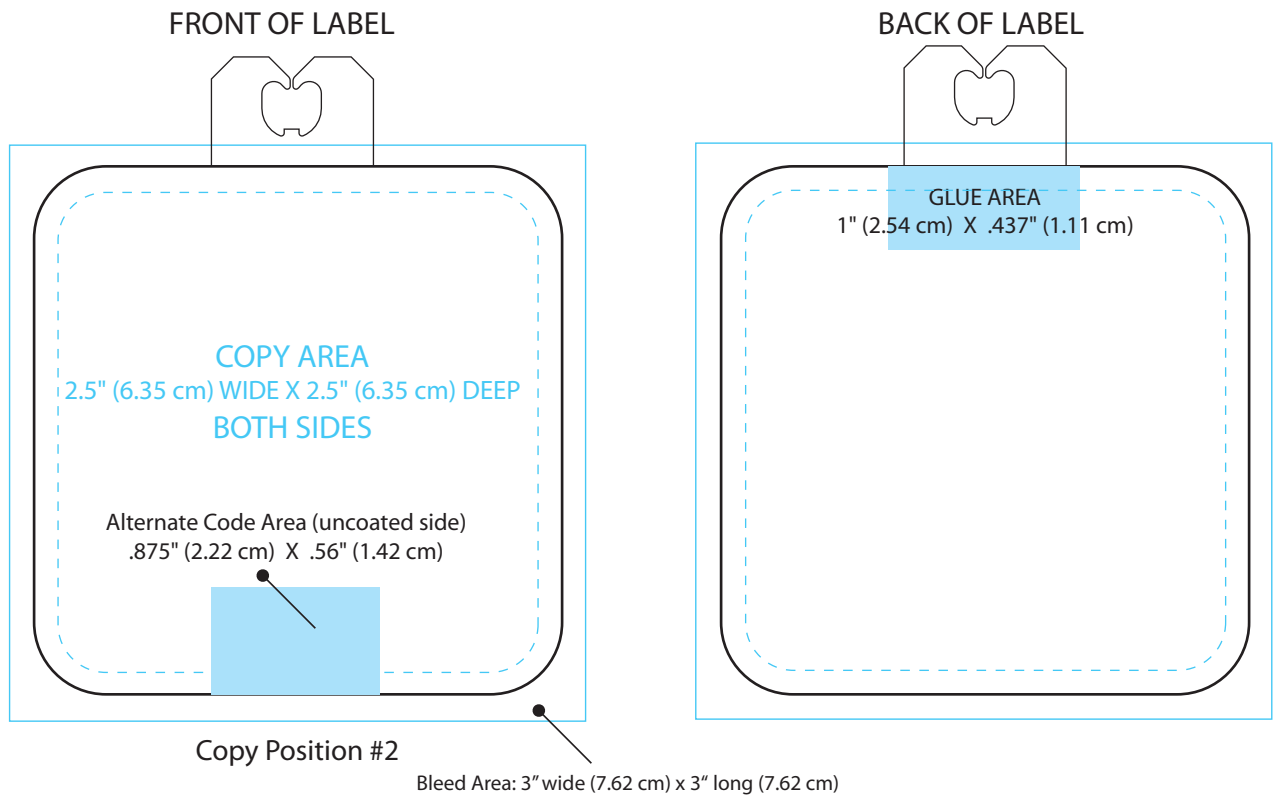 FRONT OF LABEL
COPY AREA
2.5" (6.35 cm) WIDE X 2.5" (6.35 cm) DEEP
BOTH SIDES
Alternate Code Area (uncoated side)
.875" (2.22 cm)  X  .56" (1.42 cm)
Copy Position #2
Bleed Area: 3” wide (7.62 cm) x 3“ long (7.62 cm)
BACK OF LABEL
GLUE AREA
1" (2.54 cm)  X  .437" (1.11 cm)